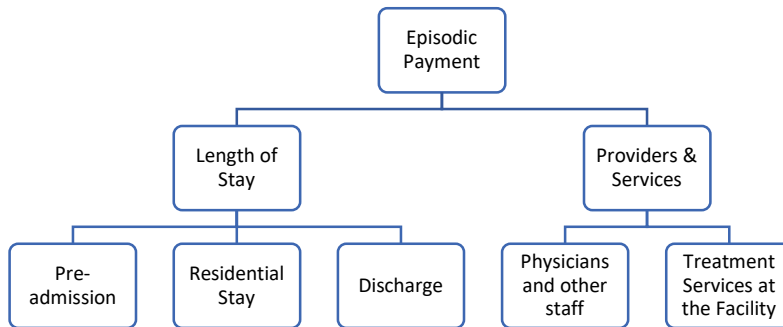 Episodic
Payment
Length of
Stay
Providers &
Services
Pre-
admission
Residential
Stay
Discharge
Physicians
and other
staff
Treatment
Services at
the Facility